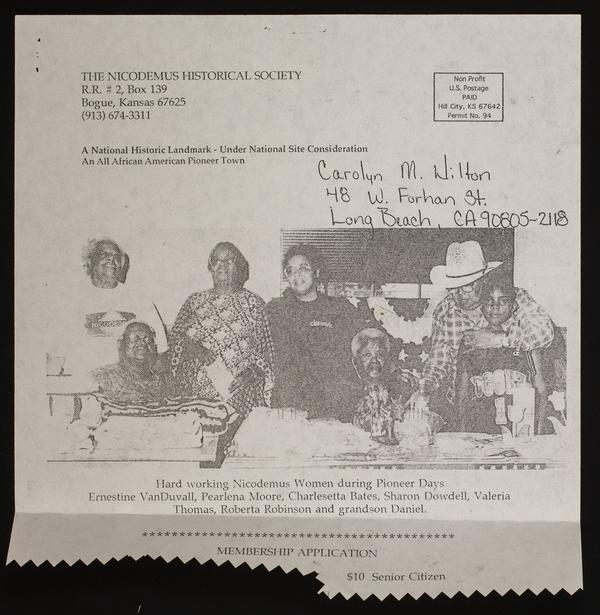 THE NICODEMUS HISTORICAL SOCIETY
R.R. # 2, Box 139
Bogue, Kansas 67625
(913) 674-3311
Non Profit
U.S. Postage
PAID
Hill City, KS 67642
Permit No. 94
A National Historic Landmark - Under National Site Consideration
An All African American Pioneer Town
Carolyn M. Wilton
48 W. Forhan St.
Long Beach, CA 90805-2118
Hard working Nicodemus Women during Pioneer Days
Ernestine VanDuvall, Pearlena Moore, Charlesetta Bates, Sharon Dowdell, Valeria
Thomas, Roberta Robinson and grandson Daniel.
******************************************
MEMBERSHIP APPLICATION
$10 Senior Citizen